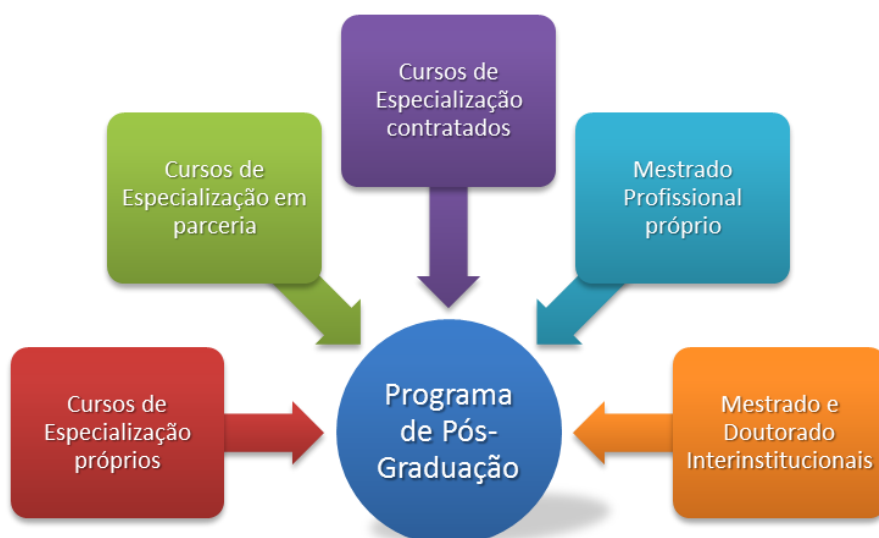 Cursos de
Especialização
contratados
Cursos de
Especialização em
parceria
Mestrado
Profissional
próprio
Cursos de
Especialização
próprios
Programa
de Pós-
Graduação
Mestrado e
Doutorado
Interinstitucionais